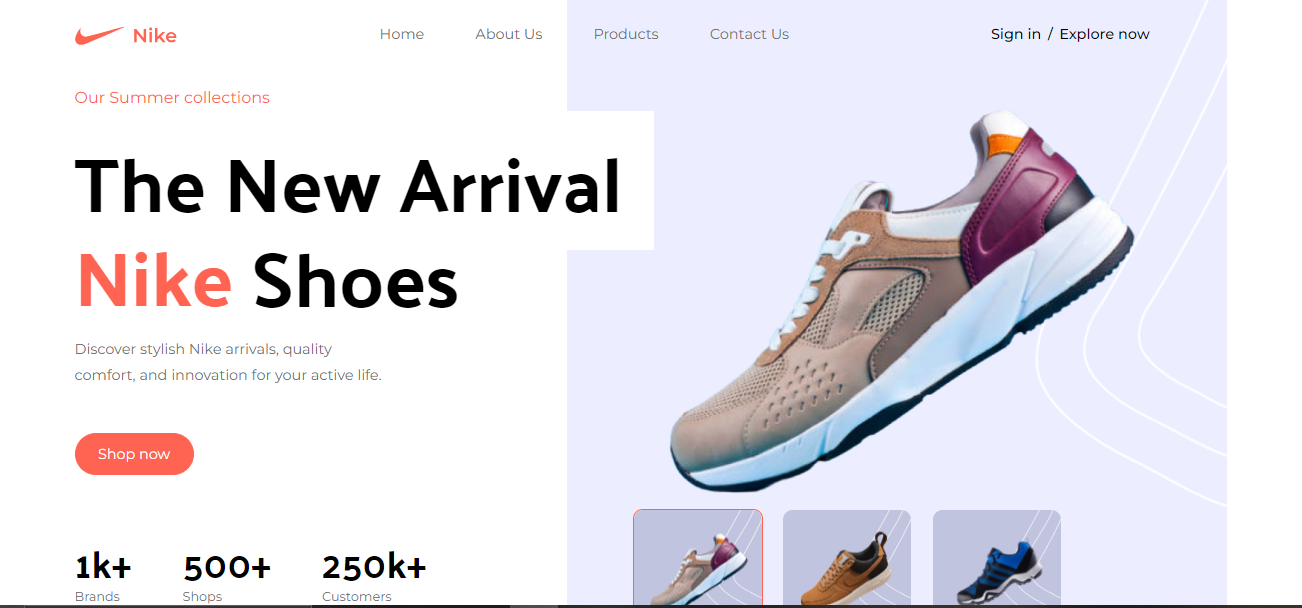 Nike
Home
About Us
Products
Contact Us
Sign in / Explore now
Our Summer collections
The New Arrival
Nike Shoes
Discover stylish Nike arrivals, quality
comfort, and innovation for your active life.
Shop now
1k+
500+
250k+
Brands
Shops
Customers